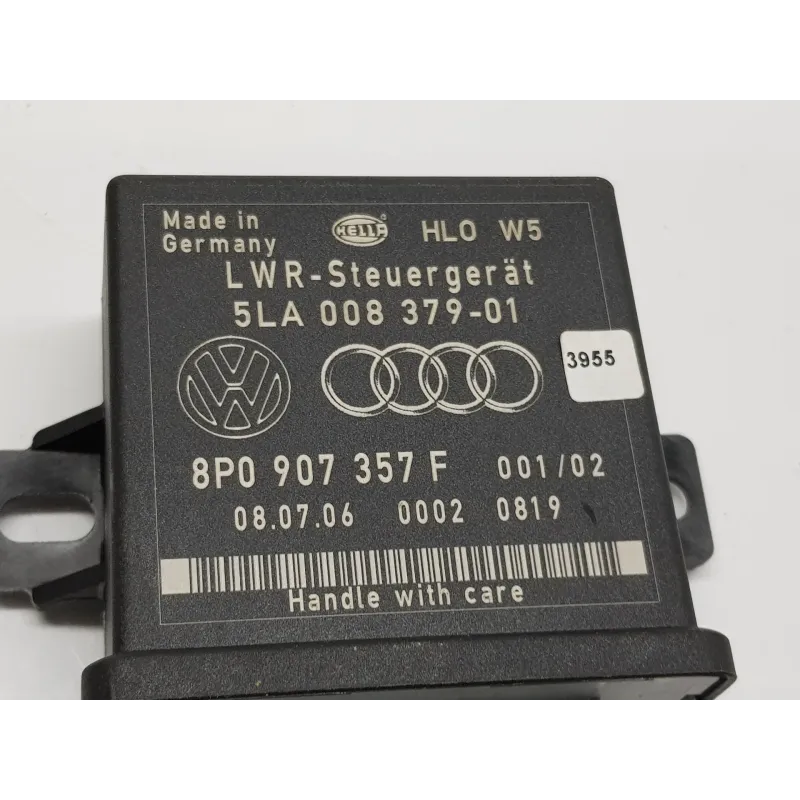 Made in
Germany
HELLA
HLO W5
LWR-Steuergerät
5LA 008 379-01
3955
8P0 907 357 F 001/02
08.07.06 0002 0819
Handle with care